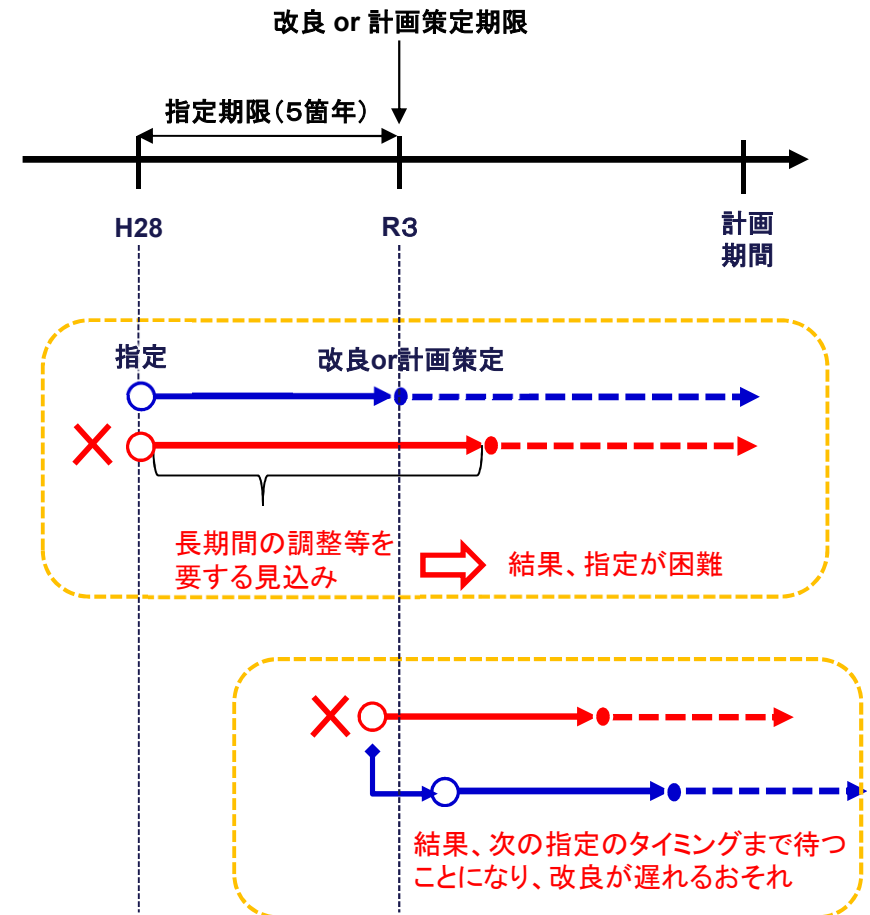 改良 or 計画策定期限
指定期限(5箇年)
H28
R3
計画
期間
指定
改良or計画策定
長期間の調整等を
要する見込み
結果、指定が困難
結果、次の指定のタイミングまで待つ
ことになり、改良が遅れるおそれ